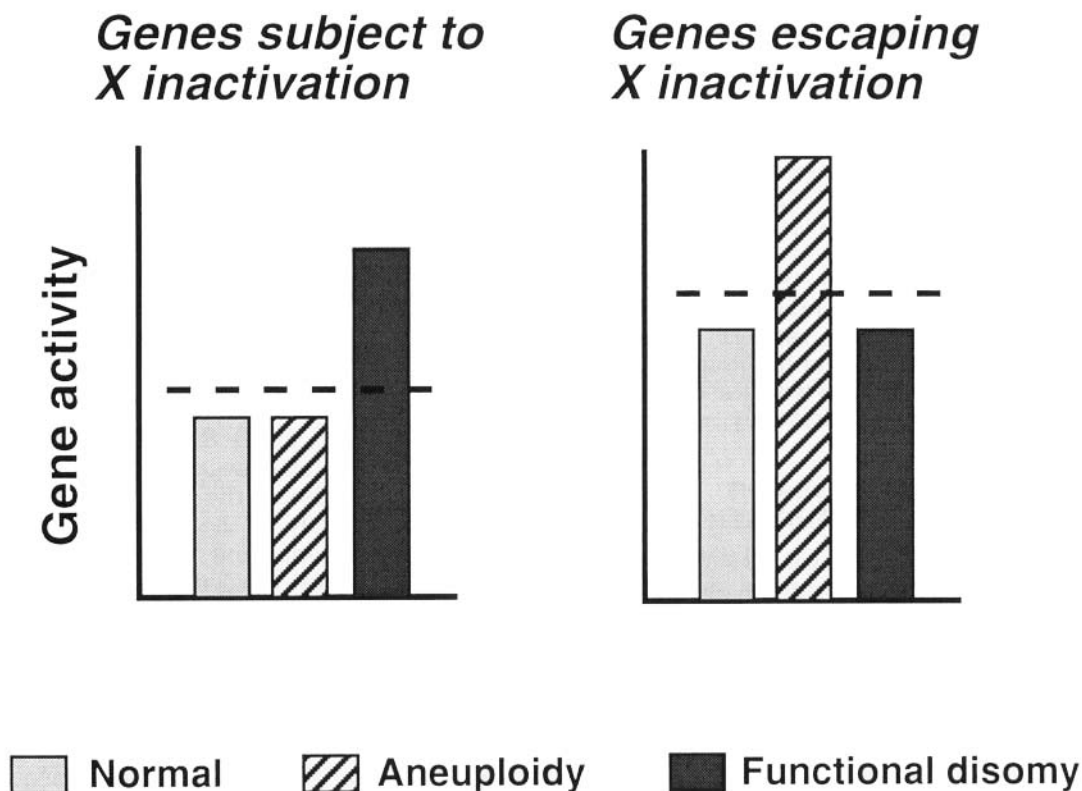 Genes subject to
X inactivation
Genes escaping
X inactivation
Gene activity
Normal
Aneuploidy
Functional disomy